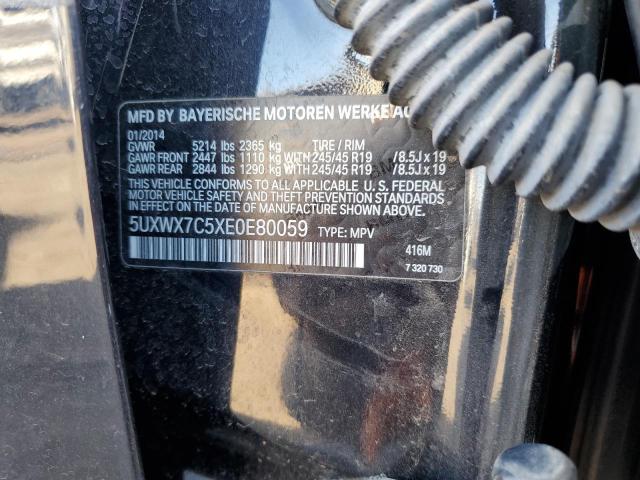 MFD BY BAYERISCHE MOTOREN WERKE AG
01/2014
GVWR 5214 lbs 2365 kg TIRE / RIM
GAWR FRONT 2447 lbs 1110 kg WITH 245/45 R19 /8.5J x 19
GAWR REAR 2844 lbs 1290 kg WITH 245/45 R19 /8.5J x 19
THIS VEHICLE CONFORMS TO ALL APPLICABLE U. S. FEDERAL
MOTOR VEHICLE SAFETY AND THEFT PREVENTION STANDARDS
IN EFFECT ON THE DATE OF MANUFACTURE SHOWN ABOVE.
5UXWX7C5XE0E80059 TYPE: MPV
416M
7 320 730